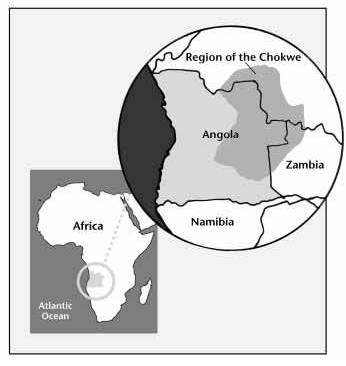 Region of the Chokwe
Angola
Zambia
Namibia
Africa
Atlantic
Ocean